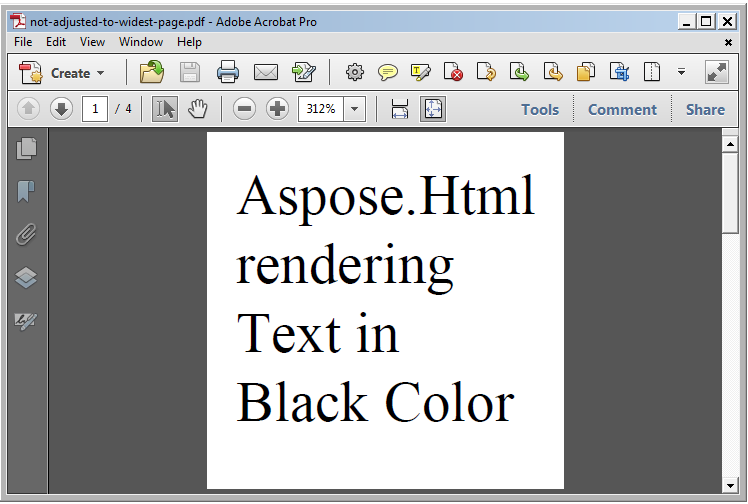 not-adjusted-to-widest-page.pdf - Adobe Acrobat Pro
File Edit View Window Help
Create
1 / 4 312% Tools Comment Share
Aspose.Html
rendering
Text in
Black Color